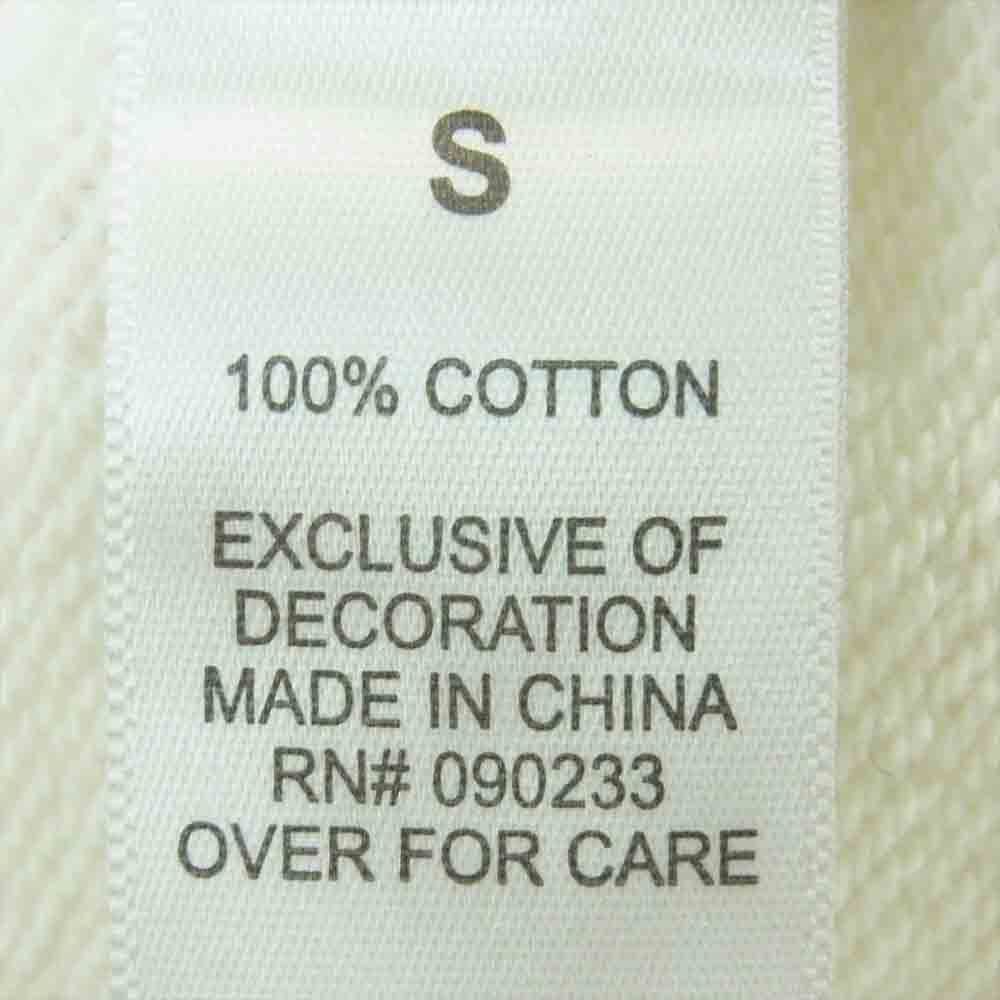 S
100% COTTON
EXCLUSIVE OF
DECORATION
MADE IN CHINA
RN# 090233
OVER FOR CARE